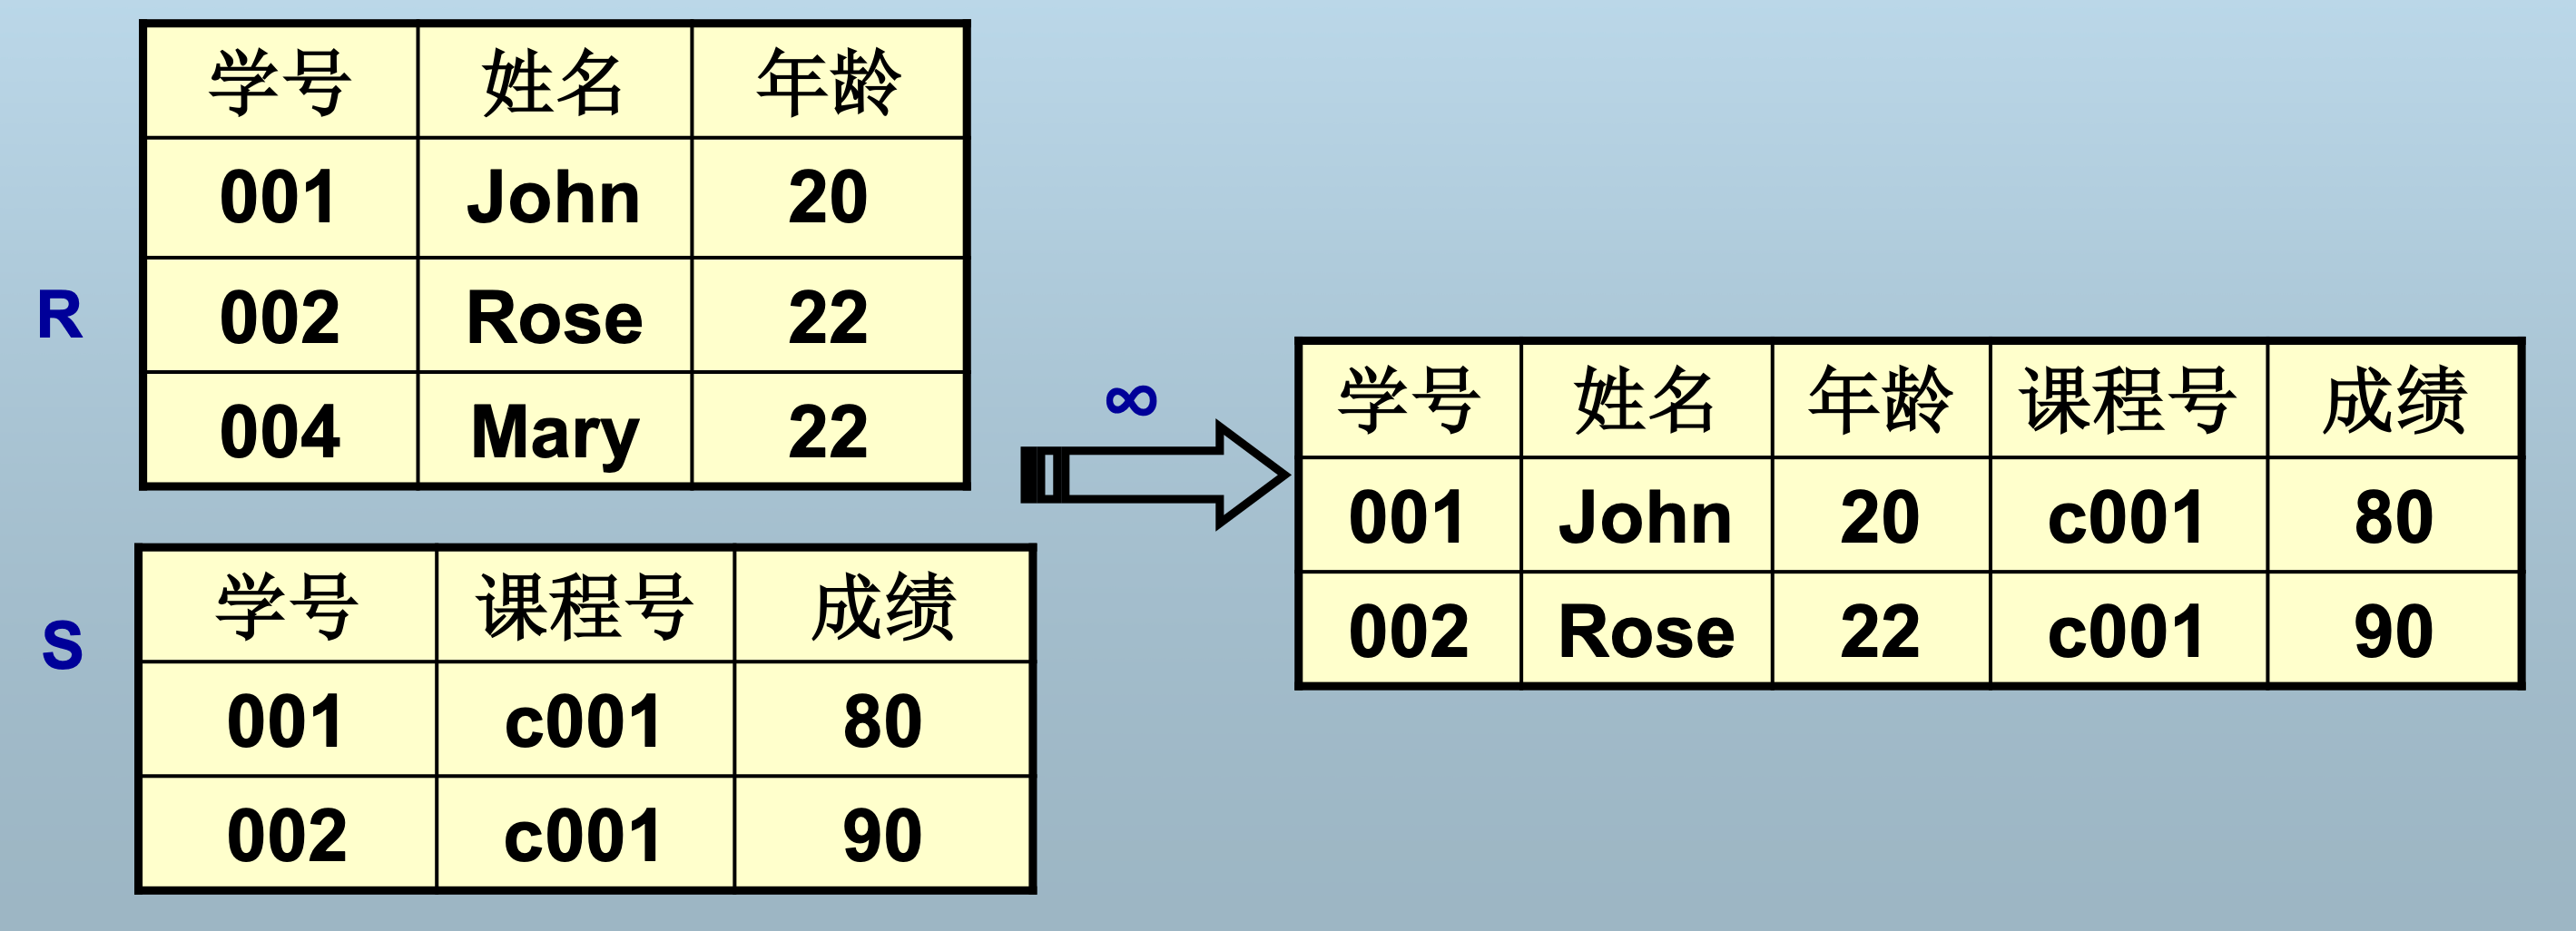 R
学号 姓名 年龄
001 John 20
002 Rose 22
004 Mary 22
S
学号 课程号 成绩
001 c001 80
002 c001 90
∞
学号 姓名 年龄 课程号 成绩
001 John 20 c001 80
002 Rose 22 c001 90